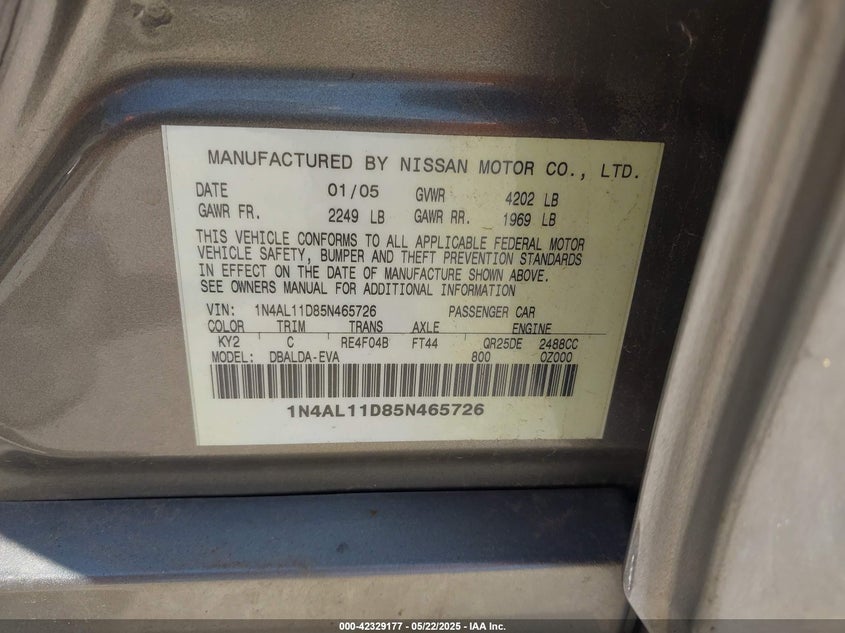 MANUFACTURED BY NISSAN MOTOR CO., LTD.
DATE 01/05 GVWR 4202 LB
GAWR FR. 2249 LB GAWR RR. 1969 LB
THIS VEHICLE CONFORMS TO ALL APPLICABLE FEDERAL MOTOR
VEHICLE SAFETY, BUMPER AND THEFT PREVENTION STANDARDS
IN EFFECT ON THE DATE OF MANUFACTURE SHOWN ABOVE.
SEE OWNERS MANUAL FOR ADDITIONAL INFORMATION
VIN: 1N4AL11D85N465726 PASSENGER CAR
COLOR TRIM TRANS AXLE ENGINE
KY2 C RE4F04B FT44 QR25DE 2488CC
MODEL: DBALDA-EVA 800 0Z000
1N4AL11D85N465726
000-42329177 - 05/22/2025 - IAA Inc.